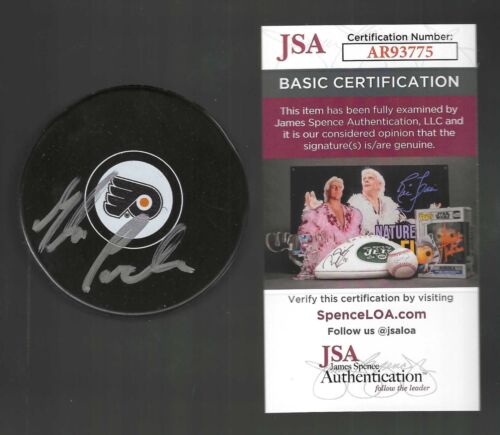 JSA
Certification Number:
AR93775
BASIC CERTIFICATION
This item has been fully examined by
James Spence Authentication, LLC and
it is our considered opinion that the
signature(s) is/are genuine.
NATURE
JETS
Verify this certification by visiting
SpenceLOA.com
Follow us @jsaloa
JSA
James Spence
Authentication
follow the leader